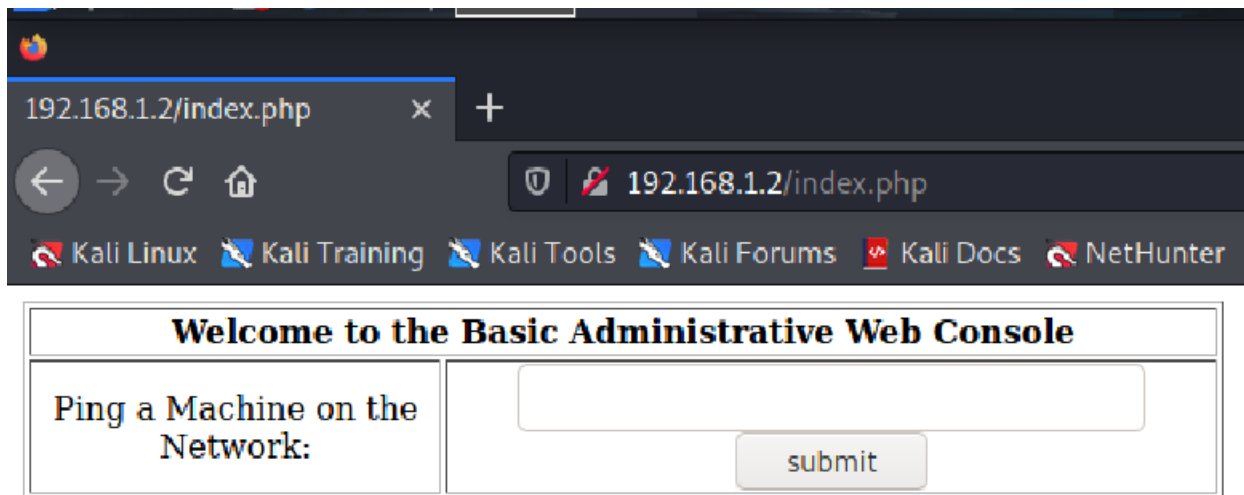 192.168.1.2/index.php
192.168.1.2/index.php
Kali Linux Kali Training Kali Tools Kali Forums Kali Docs NetHunter
Welcome to the Basic Administrative Web Console
Ping a Machine on the
Network:
submit